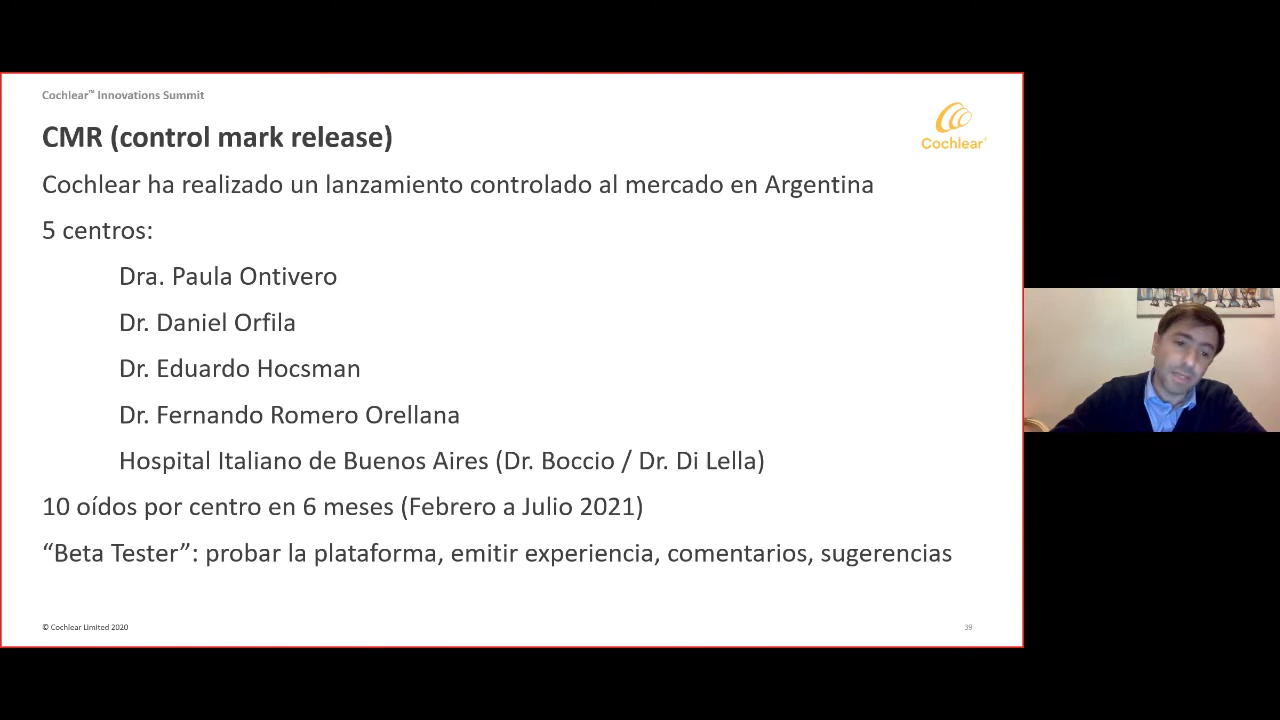 Cochlear™ Innovations Summit
Cochlear®
CMR (control mark release)
Cochlear ha realizado un lanzamiento controlado al mercado en Argentina
5 centros:
Dra. Paula Ontivero
Dr. Daniel Orfila
Dr. Eduardo Hocsman
Dr. Fernando Romero Orellana
Hospital Italiano de Buenos Aires (Dr. Boccio / Dr. Di Lella)
10 oídos por centro en 6 meses (Febrero a Julio 2021)
“Beta Tester”: probar la plataforma, emitir experiencia, comentarios, sugerencias
© Cochlear Limited 2020
39